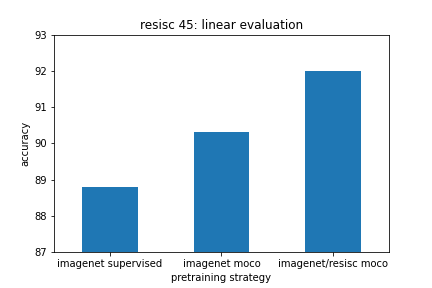 resisc 45: linear evaluation
93
92
91
90
89
88
87
accuracy
imagenet supervised
imagenet moco
imagenet/resisc moco
pretraining strategy